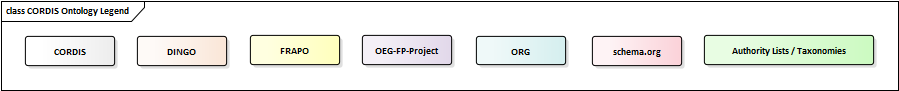 class CORDIS Ontology Legend
CORDIS
DINGO
FRAPO
OEG-FP-Project
ORG
schema.org
Authority Lists / Taxonomies